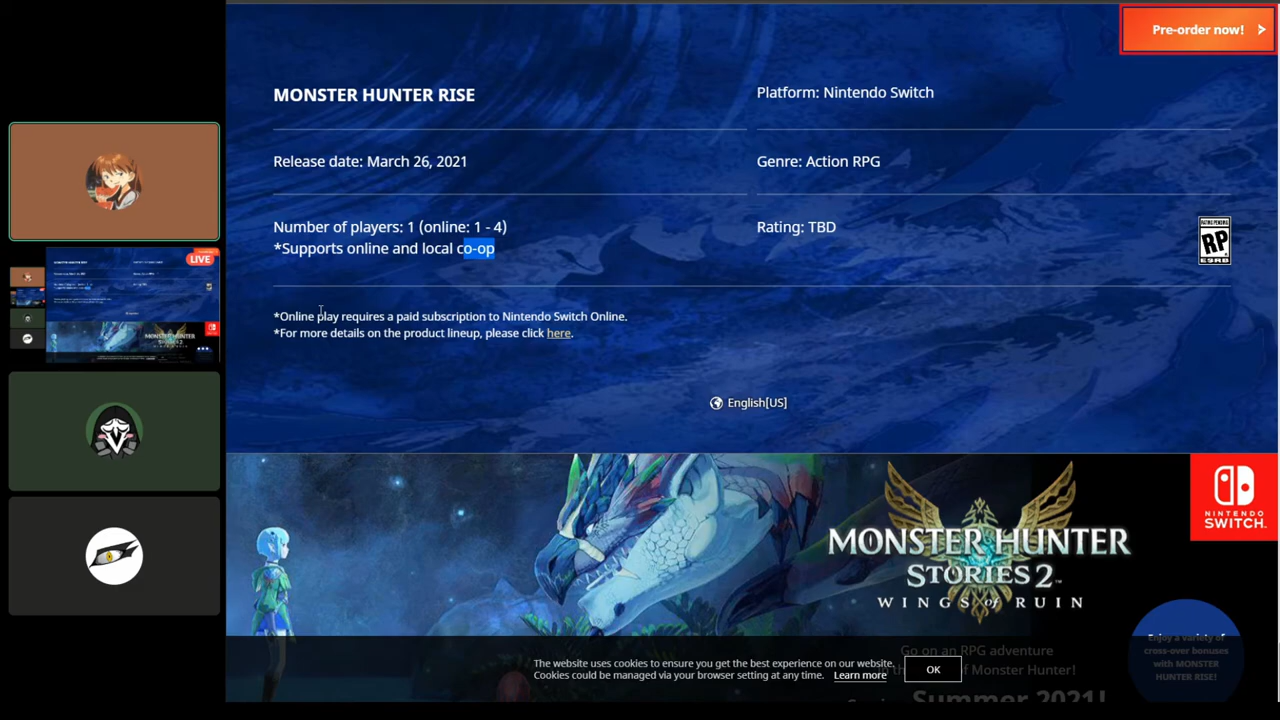 Pre-order now!
MONSTER HUNTER RISE
Platform: Nintendo Switch
Release date: March 26, 2021
Genre: Action RPG
Number of players: 1 (online: 1 - 4)
*Supports online and local co-op
Rating: TBD
RATING PENDING
RP
ESRB
LIVE
*Online play requires a paid subscription to Nintendo Switch Online.
*For more details on the product lineup, please click here.
English[US]
NINTENDO
SWITCH
MONSTER HUNTER
STORIES 2
WINGS of RUIN
Go on an RPG adventure
of Monster Hunter!
Summer 2021!
Enjoy a variety of
cross-over bonuses
with MONSTER
HUNTER RISE!
The website uses cookies to ensure you get the best experience on our website.
Cookies could be managed via your browser setting at any time. Learn more
OK